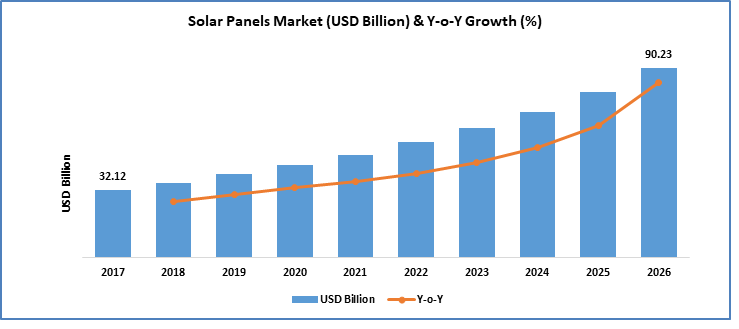 Solar Panels Market (USD Billion) & Y-o-Y Growth (%)
90.23
32.12
USD Billion
2017 2018 2019 2020 2021 2022 2023 2024 2025 2026
USD Billion Y-o-Y